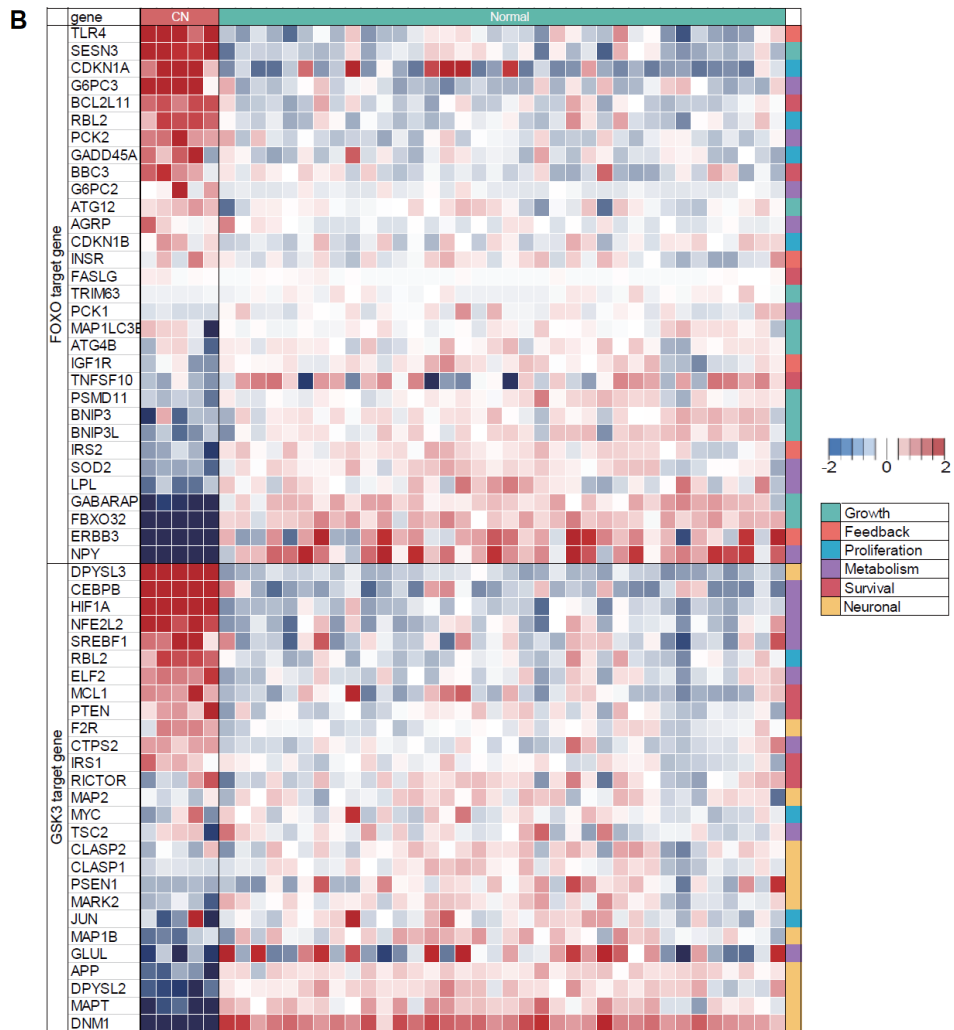 B
gene CN Normal
FOXO target gene
TLR4
SESN3
CDKN1A
G6PC3
BCL2L11
RBL2
PCK2
GADD45A
BBC3
G6PC2
ATG12
AGRP
CDKN1B
INSR
FASLG
TRIM63
PCK1
MAP1LC3B
ATG4B
IGF1R
TNFSF10
PSMD11
BNIP3
BNIP3L
IRS2
SOD2
LPL
GABARAP
FBXO32
ERBB3
NPY
GSK3 target gene
DPYSL3
CEBPB
HIF1A
NFE2L2
SREBF1
RBL2
ELF2
MCL1
PTEN
F2R
CTPS2
IRS1
RICTOR
MAP2
MYC
TSC2
CLASP2
CLASP1
PSEN1
MARK2
JUN
MAP1B
GLUL
APP
DPYSL2
MAPT
DNM1
-2 0 2
Growth
Feedback
Proliferation
Metabolism
Survival
Neuronal